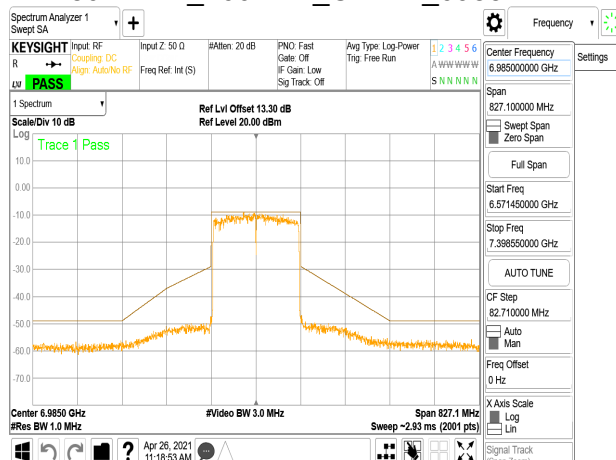 Spectrum Analyzer 1
Swept SA
Frequency
Settings
KEYSIGHT
R
LXI
PASS
Input: RF
Coupling: DC
Align: Auto/No RF
Input Z: 50 Ω
Freq Ref: Int (S)
#Atten: 20 dB
PNO: Fast
Gate: Off
IF Gain: Low
Sig Track: Off
Avg Type: Log-Power
Trig: Free Run
1 2 3 4 5 6
A W W W W W
S N N N N N
1 Spectrum
Scale/Div 10 dB
Ref Lvl Offset 13.30 dB
Ref Level 20.00 dBm
Log
Trace 1 Pass
10.0
0.00
-10.0
-20.0
-30.0
-40.0
-50.0
-60.0
-70.0
Center 6.9850 GHz
#Res BW 1.0 MHz
#Video BW 3.0 MHz
Span 827.1 MHz
Sweep ~2.93 ms (2001 pts)
Center Frequency
6.985000000 GHz
Span
827.100000 MHz
Swept Span
Zero Span
Full Span
Start Freq
6.571450000 GHz
Stop Freq
7.398550000 GHz
AUTO TUNE
CF Step
82.710000 MHz
Auto
Man
Freq Offset
0 Hz
X Axis Scale
Log
Lin
Signal Track
?
Apr 26, 2021
11:18:53 AM